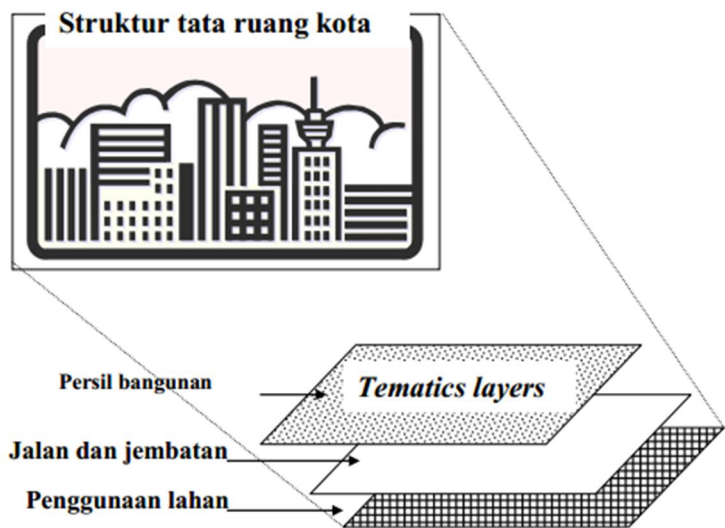 Struktur tata ruang kota
Persil bangunan
Tematics layers
Jalan dan jembatan
Penggunaan lahan